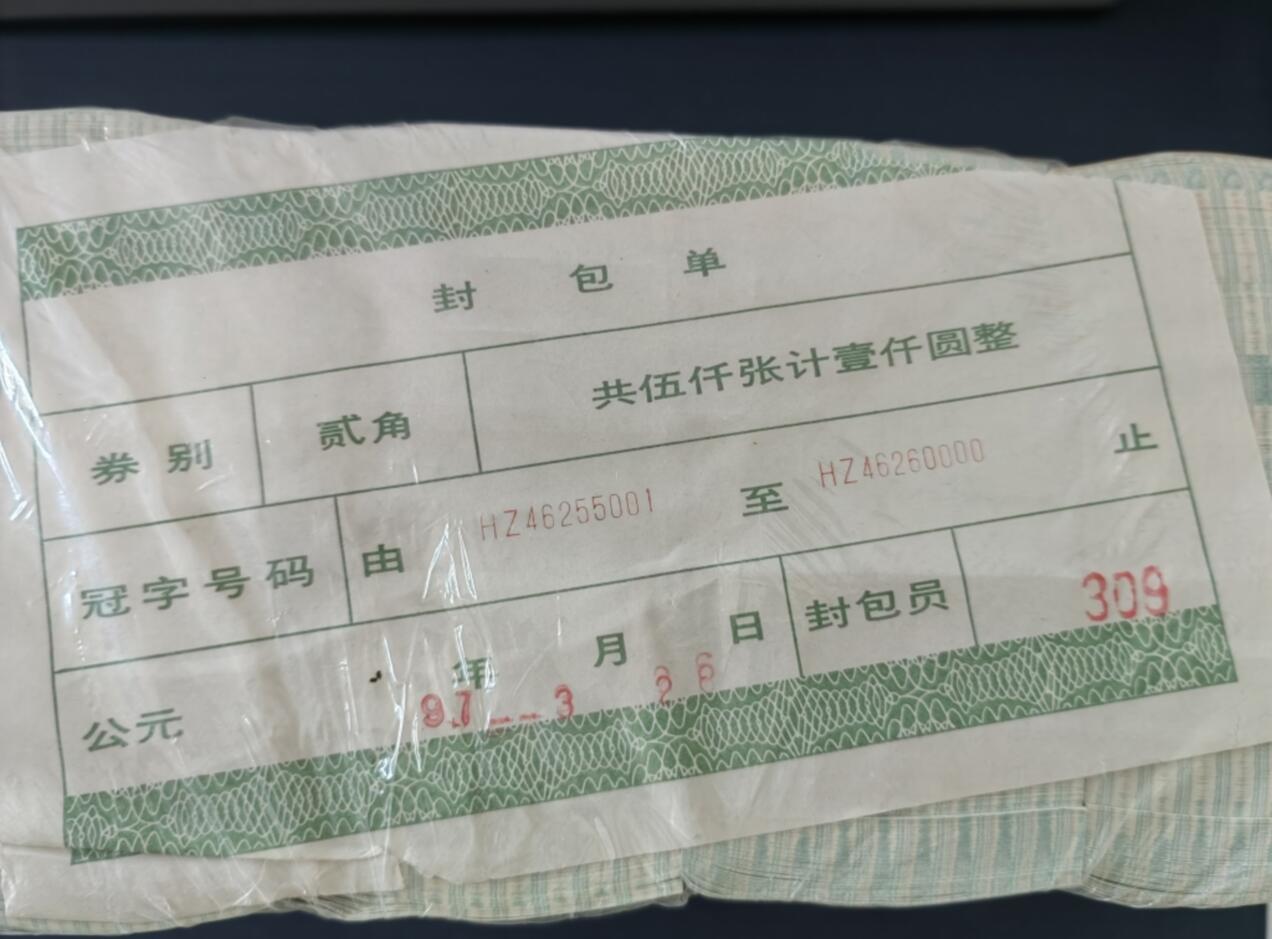 封包单
券别 贰角 共伍仟张计壹仟圆整
冠字号码 由 HZ46255001 至 HZ46260000 止
公元 97 年 3 月 26 日 封包员 309